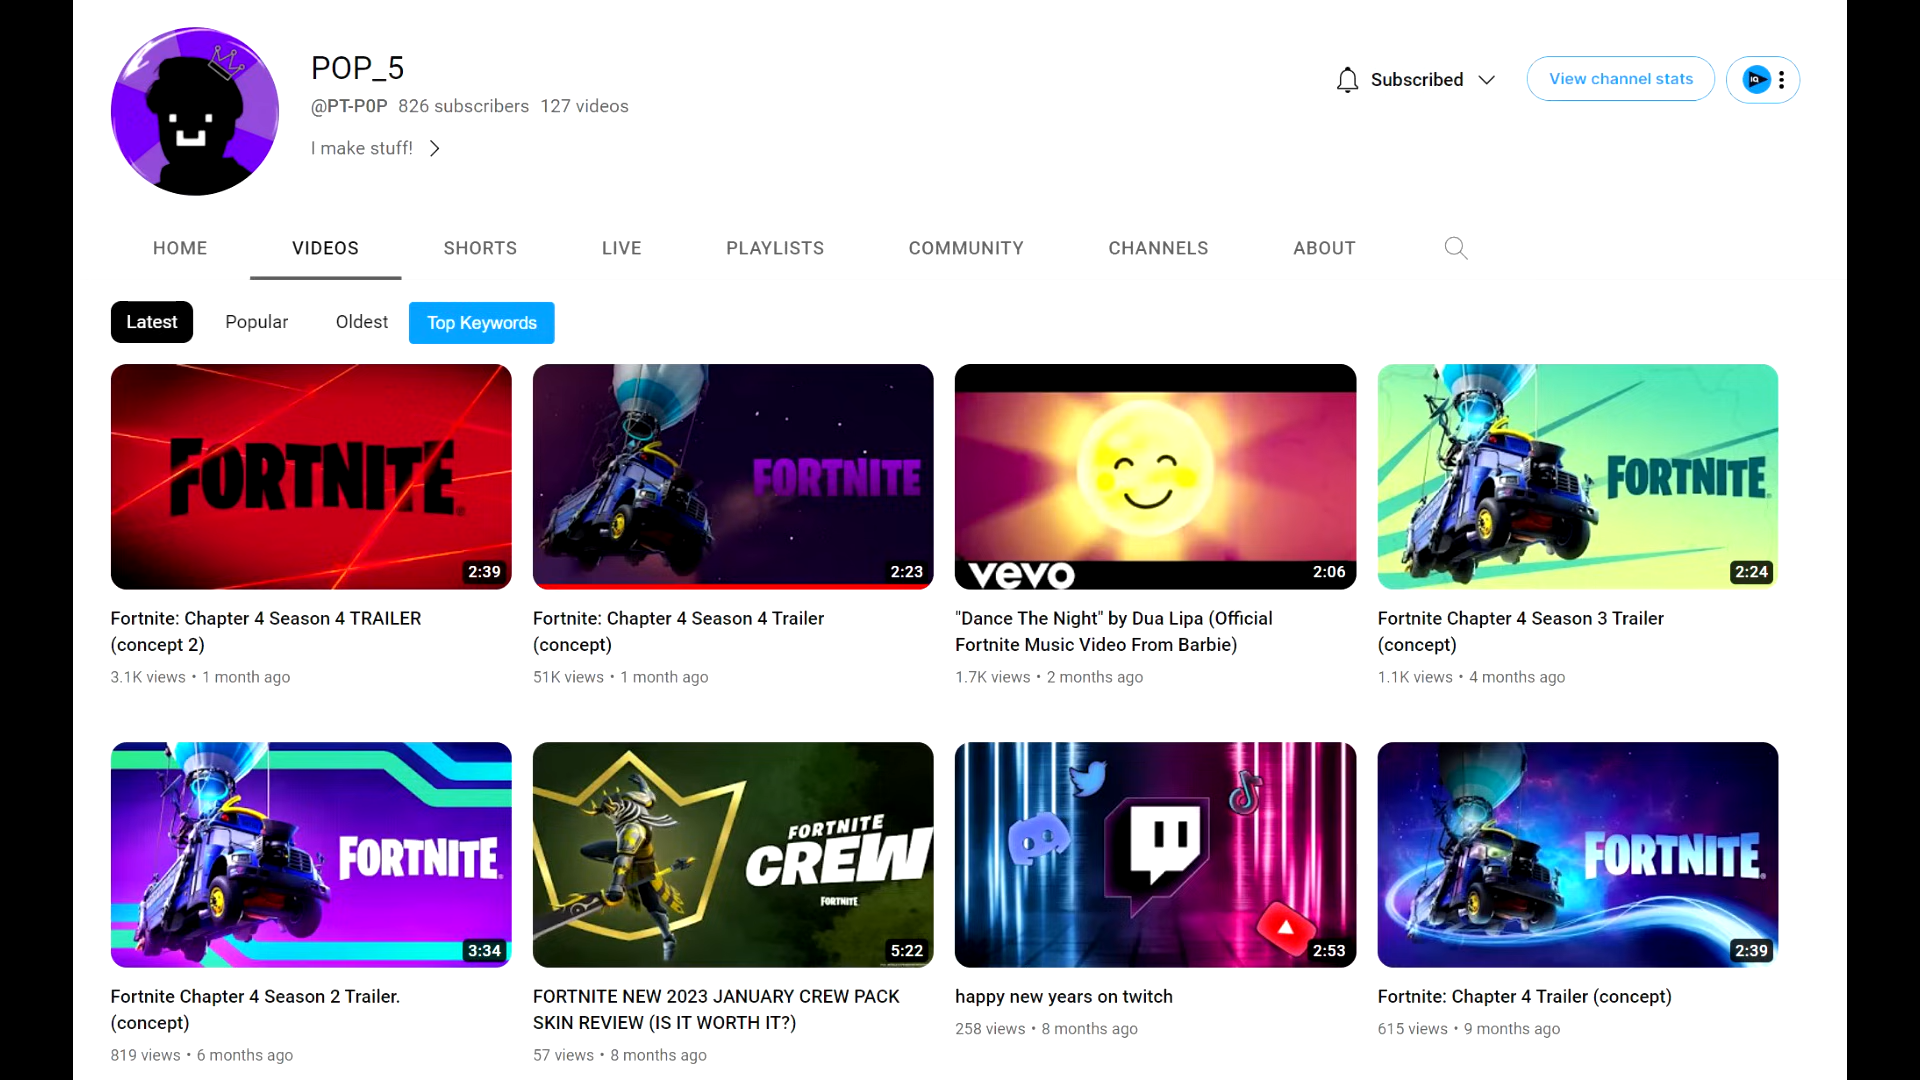 POP_5
@PT-P0P 826 subscribers 127 videos
I make stuff!
Subscribed
View channel stats
IQ
HOME VIDEOS SHORTS LIVE PLAYLISTS COMMUNITY CHANNELS ABOUT
Latest Popular Oldest Top Keywords
FORTNITE
2:39
FORTNITE
2:23
vevo
2:06
FORTNITE
2:24
Fortnite: Chapter 4 Season 4 TRAILER
(concept 2)
3.1K views • 1 month ago
Fortnite: Chapter 4 Season 4 Trailer
(concept)
51K views • 1 month ago
"Dance The Night" by Dua Lipa (Official
Fortnite Music Video From Barbie)
1.7K views • 2 months ago
Fortnite Chapter 4 Season 3 Trailer
(concept)
1.1K views • 4 months ago
FORTNITE
3:34
FORTNITE
CREW
FORTNITE
5:22
2:53
FORTNITE
2:39
Fortnite Chapter 4 Season 2 Trailer.
(concept)
819 views • 6 months ago
FORTNITE NEW 2023 JANUARY CREW PACK
SKIN REVIEW (IS IT WORTH IT?)
57 views • 8 months ago
happy new years on twitch
258 views • 8 months ago
Fortnite: Chapter 4 Trailer (concept)
615 views • 9 months ago